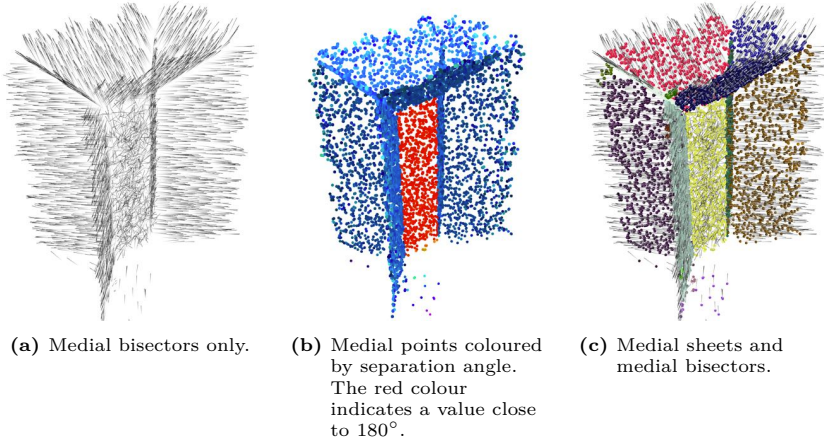 (a) Medial bisectors only.
(b) Medial points coloured
by separation angle.
The red colour
indicates a value close
to 180°.
(c) Medial sheets and
medial bisectors.